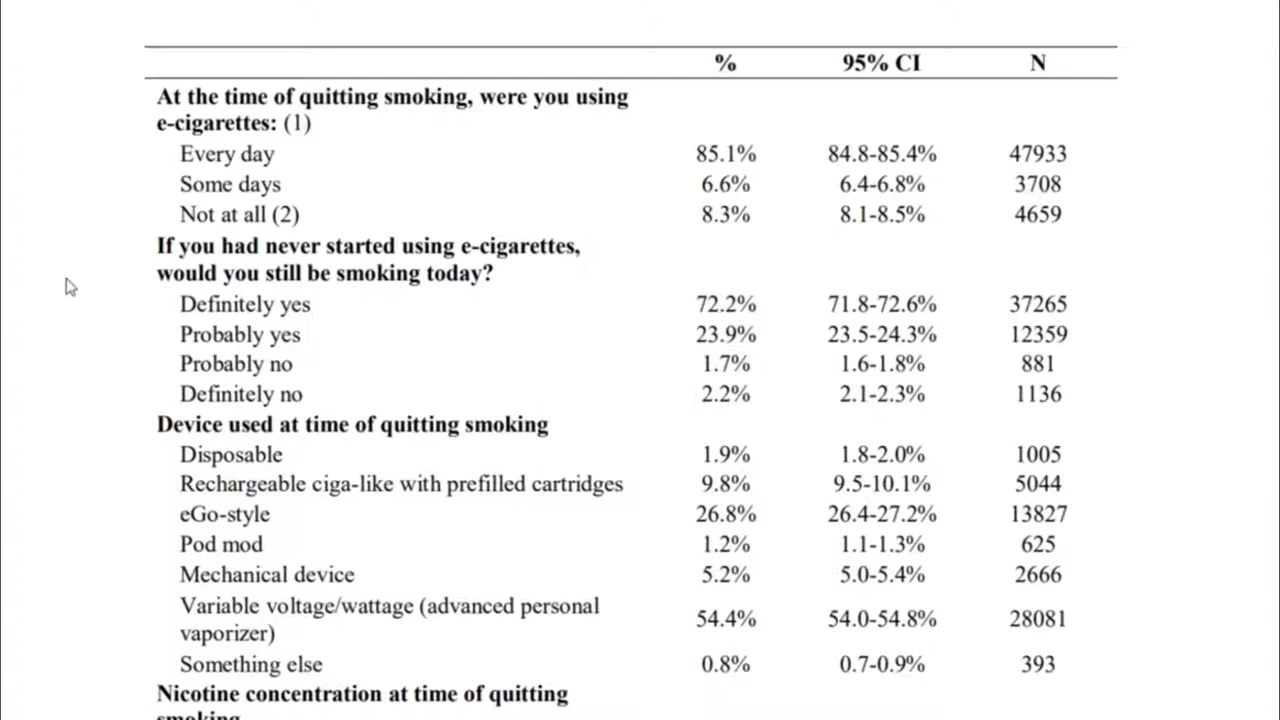 % 95% CI N
At the time of quitting smoking, were you using
e-cigarettes: (1)
Every day 85.1% 84.8-85.4% 47933
Some days 6.6% 6.4-6.8% 3708
Not at all (2) 8.3% 8.1-8.5% 4659
If you had never started using e-cigarettes,
would you still be smoking today?
Definitely yes 72.2% 71.8-72.6% 37265
Probably yes 23.9% 23.5-24.3% 12359
Probably no 1.7% 1.6-1.8% 881
Definitely no 2.2% 2.1-2.3% 1136
Device used at time of quitting smoking
Disposable 1.9% 1.8-2.0% 1005
Rechargeable ciga-like with prefilled cartridges 9.8% 9.5-10.1% 5044
eGo-style 26.8% 26.4-27.2% 13827
Pod mod 1.2% 1.1-1.3% 625
Mechanical device 5.2% 5.0-5.4% 2666
Variable voltage/wattage (advanced personal
vaporizer) 54.4% 54.0-54.8% 28081
Something else 0.8% 0.7-0.9% 393
Nicotine concentration at time of quitting
smoking